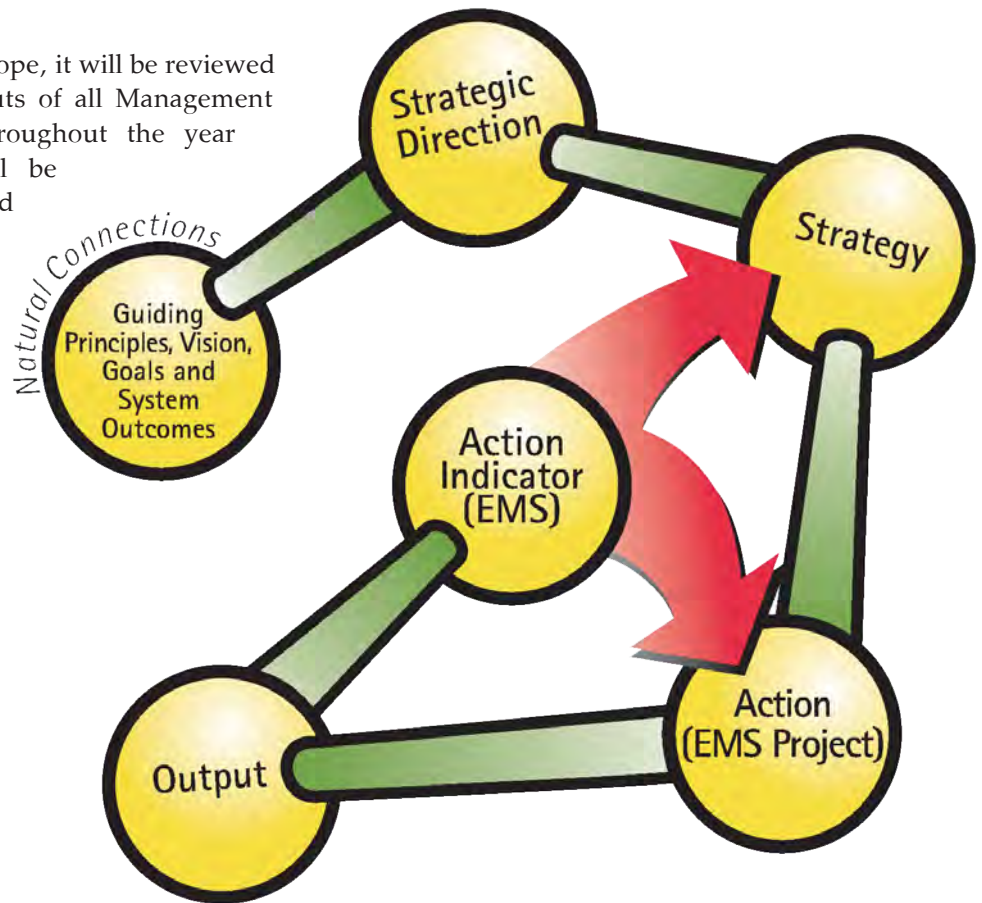 ope, it will be reviewed
uts of all Management
roughout the year
l be
d
Natural Connections
Guiding
Principles, Vision,
Goals and
System
Outcomes
Strategic
Direction
Strategy
Action
Indicator
(EMS)
Action
(EMS Project)
Output